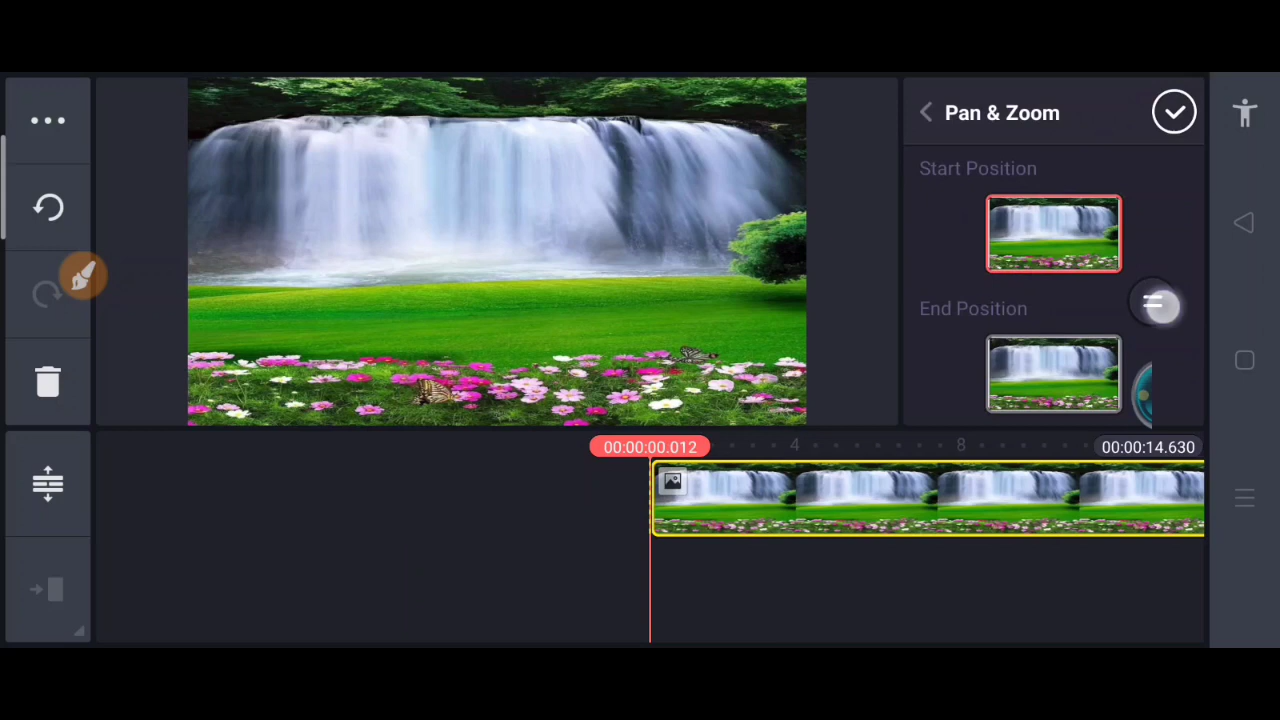 Pan & Zoom
Start Position
End Position
00:00:00.012
4
8
00:00:14.630